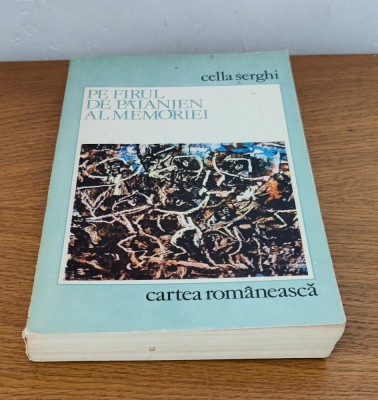 cella serghi
PE FIRUL
DE PĂIANJEN
AL MEMORIEI
cartea românească